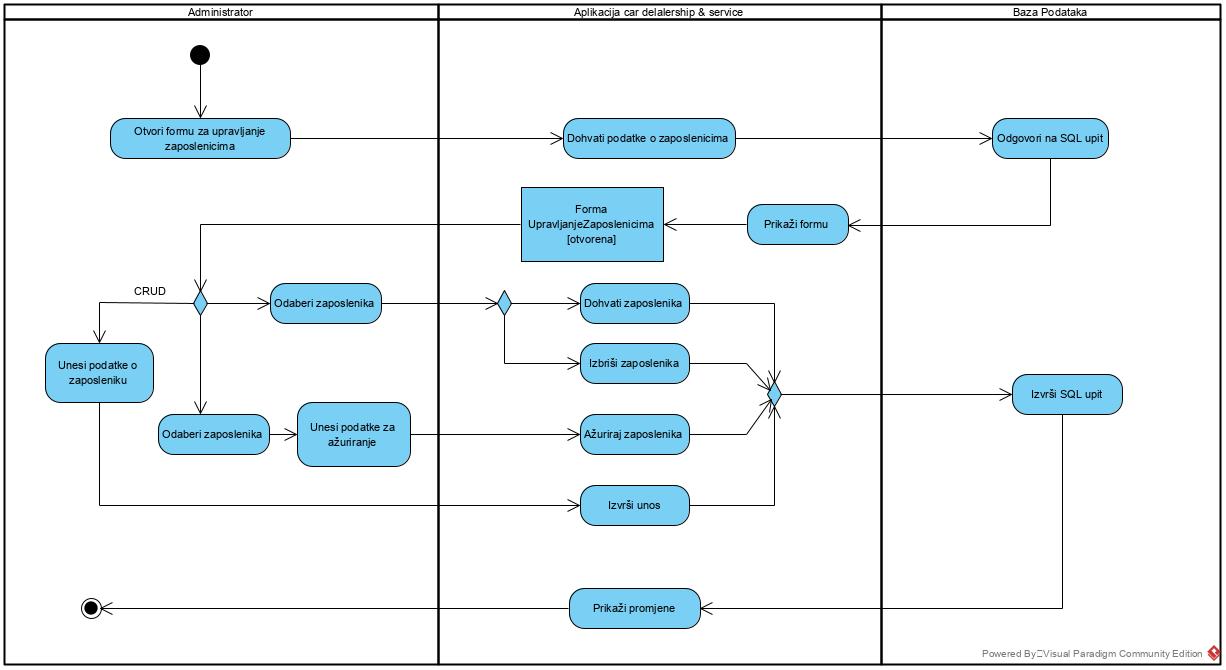 Administrator
Aplikacija car delalership & service
Baza Podataka
Otvori formu za upravljanje
zaposlenicima
Dohvati podatke o zaposlenicima
Odgovori na SQL upit
Forma
UpravljanjeZaposlenicima
[otvorena]
Prikaži formu
CRUD
Odaberi zaposlenika
Dohvati zaposlenika
Unesi podatke o
zaposleniku
Izbriši zaposlenika
Izvrši SQL upit
Odaberi zaposlenika
Unesi podatke za
ažuriranje
Ažuriraj zaposlenika
Izvrši unos
Prikaži promjene
Powered By Visual Paradigm Community Edition